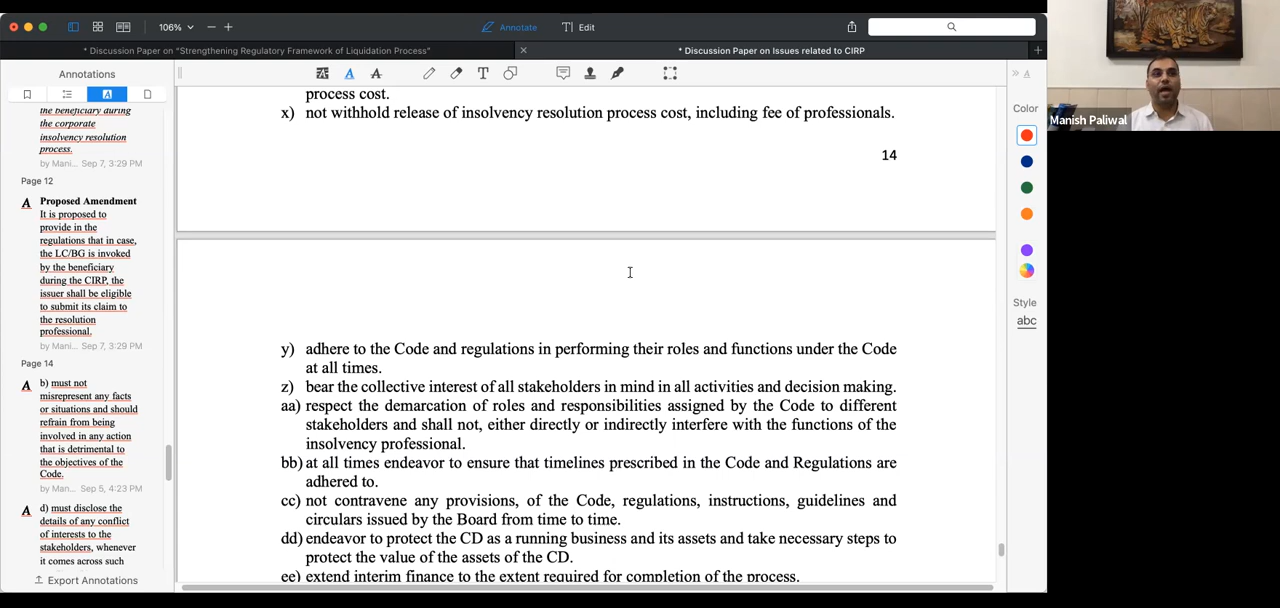 106%
Annotate
Edit
* Discussion Paper on "Strengthening Regulatory Framework of Liquidation Process"
* Discussion Paper on Issues related to CIRP
Annotations
the beneficiary during
the corporate
insolvency resolution
process.
by Mani... Sep 7, 3:29 PM
Page 12
Proposed Amendment
It is proposed to
provide in the
regulations that in case,
the LC/BG is invoked
by the beneficiary
during the CIRP, the
issuer shall be eligible
to submit its claim to
the resolution
professional.
by Mani... Sep 7, 3:29 PM
Page 14
b) must not
misrepresent any facts
or situations and should
refrain from being
involved in any action
that is detrimental to
the objectives of the
Code.
by Man... Sep 5, 4:23 PM
d) must disclose the
details of any conflict
of interests to the
stakeholders, whenever
it comes across such
Export Annotations
process cost.
x) not withhold release of insolvency resolution process cost, including fee of professionals.
14
y) adhere to the Code and regulations in performing their roles and functions under the Code
at all times.
z) bear the collective interest of all stakeholders in mind in all activities and decision making.
aa) respect the demarcation of roles and responsibilities assigned by the Code to different
stakeholders and shall not, either directly or indirectly interfere with the functions of the
insolvency professional.
bb) at all times endeavor to ensure that timelines prescribed in the Code and Regulations are
adhered to.
cc) not contravene any provisions, of the Code, regulations, instructions, guidelines and
circulars issued by the Board from time to time.
dd) endeavor to protect the CD as a running business and its assets and take necessary steps to
protect the value of the assets of the CD.
ee) extend interim finance to the extent required for completion of the process.
Color
Style
abc
Manish Paliwal